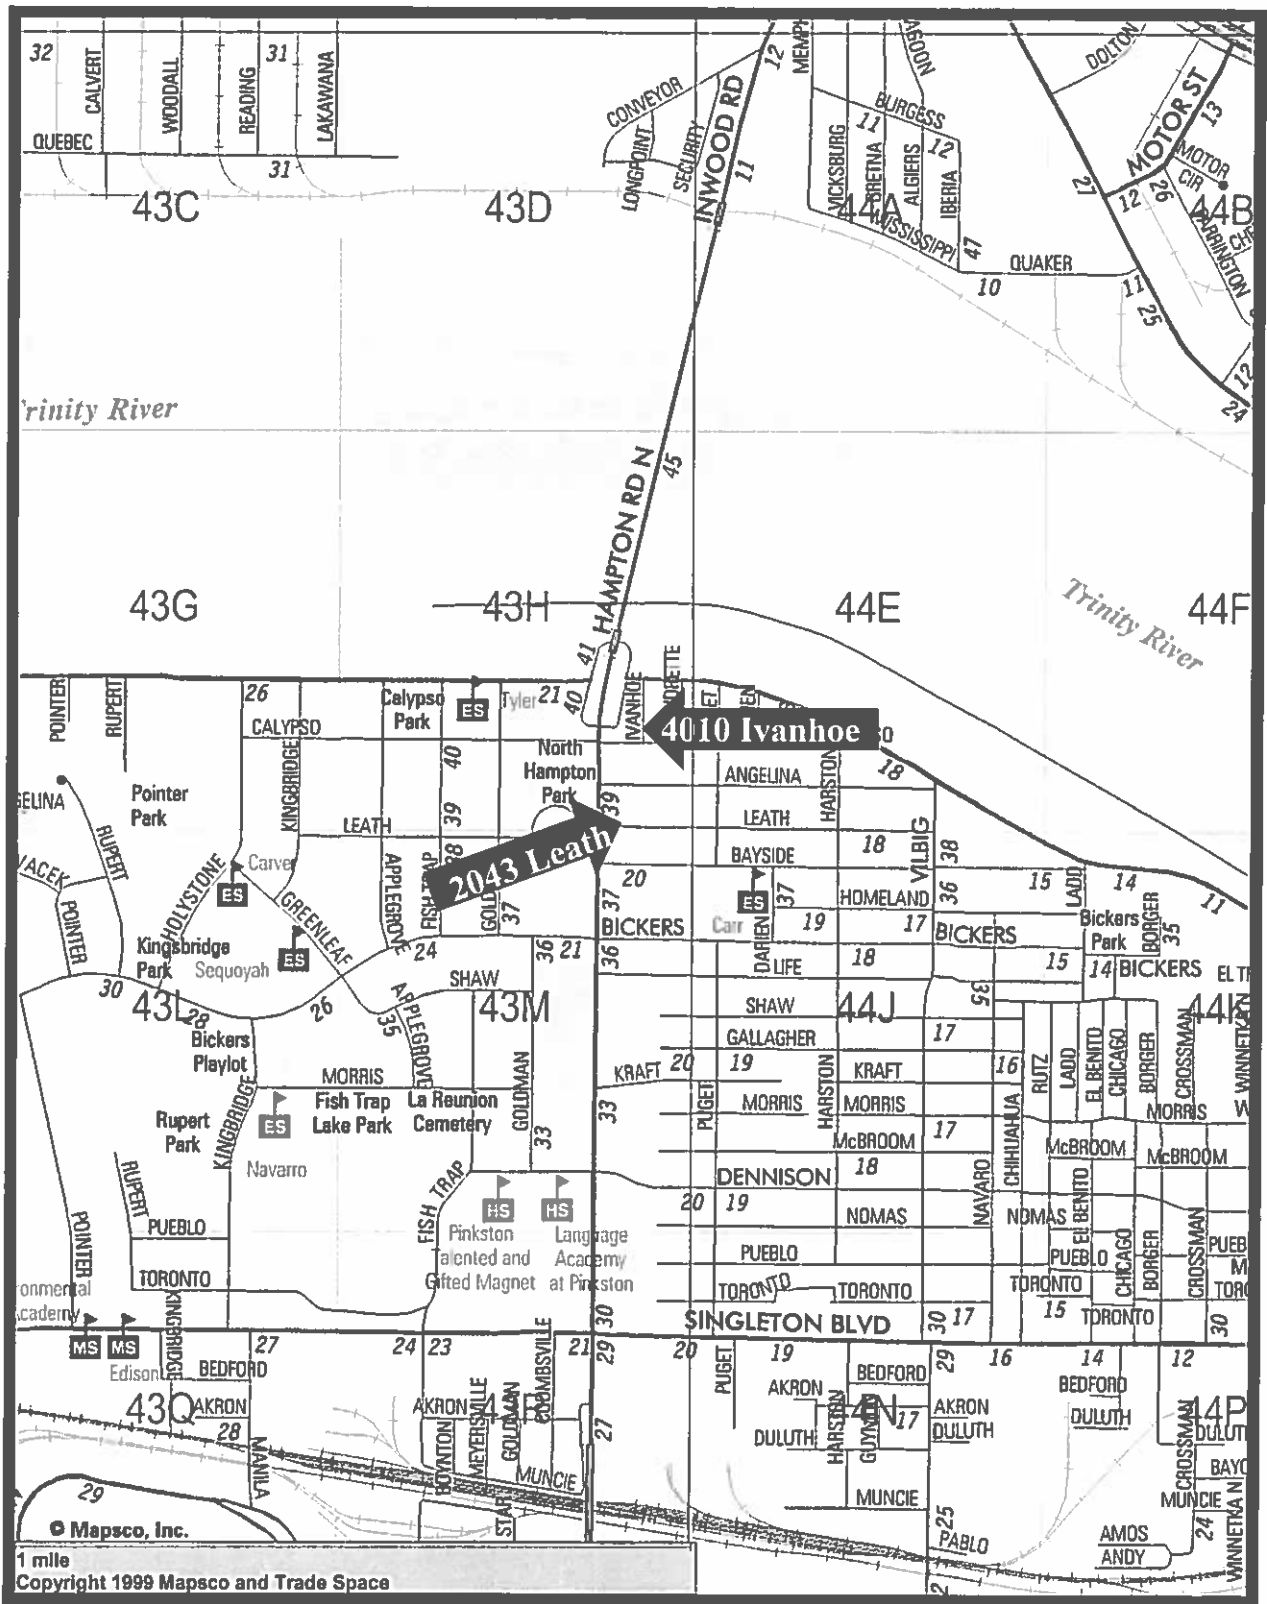 32
CALVERT
WOODALL
READING
31
LAKAWANA
QUEBEC
31
43C
43D
CONVEYOR
LONGPOINT
SECURITY
INWOOD RD
12
11
BURGESS
11
12
VICKSBURG
GRETNA
ALGIERS
IBERIA
44A
MISSISSIPPI
47
QUAKER
10
11
25
DOLTON
MOTOR ST
13
MOTOR
CIR
27
12
26
44B
12
24
Trinity River
HAMPTON RD N
45
43G
43H
44E
44F
Trinity River
41
40
POINTER
RUPERT
26
CALYPSO
KINGBRIDGE
Calypso
Park
ES
Tyler
21
IVANHOE
4010 Ivanhoe
40
North
Hampton
Park
39
HARSTON
18
ANGELINA
Pointer
Park
RUPERT
LEATH
39
LEATH
18
VILBIG
38
2043 Leath
BAYSIDE
20
Carver
ES
HOLYSTONE
GREENLEAF
APPLEGROVE
37
37
ES
37
HOMELAND
36
15
LADD
14
11
POINTER
Kingsbridge
Park
Sequoyah
ES
24
36
21
BICKERS
36
Carr
DARIEN
19
17
BICKERS
Bickers
Park
BORGER
35
30
43L
28
26
35
APPLEGROVE
SHAW
43M
LIFE
18
15
14
BICKERS
35
Bickers
Playlot
SHAW
44J
44K
GALLAGHER
17
KINGBRIDGE
MORRIS
GOLDMAN
KRAFT
20
19
HARSTON
KRAFT
16
RUTZ
LADD
EL BENITO
CHICAGO
BORGER
CROSSMAN
Fish Trap
Lake Park
La Reunion
Cemetery
Rupert
Park
ES
Navarro
33
33
PUGET
MORRIS
MORRIS
MORRIS
CHIHUAHUA
McBROOM
17
McBROOM
McBROOM
RUPERT
FISH TRAP
DENNISON
18
NAVARO
20
19
HS
HS
Pinkston
Talented and
Gifted Magnet
Language
Academy
at Pinkston
POINTER
PUEBLO
NOMAS
NOMAS
EL BENITO
CHICAGO
BORGER
CROSSMAN
PUEBLO
PUEBLO
TORONTO
TORONTO
TORONTO
TORONTO
15
TORONTO
30
MS
MS
Edison
KINGBRIDGE
27
24
23
21
30
SINGLETON BLVD
30
17
COOMBSVILLE
29
20
19
29
16
14
12
BEDFORD
PUGET
BEDFORD
BEDFORD
43Q
AKRON
28
AKRON
AKRON
HARSTON
44N
17
AKRON
DULUTH
DULUTH
DULUTH
44P
MANILA
BOYNTON
MEYERSVILLE
GOLDMAN
27
GUYMEN
CROSSMAN
MUNCIE
MUNCIE
MUNCIE
29
STAR
25
PABLO
24
WINNETKA N
AMOS
ANDY
© Mapsco, Inc.
1 mile
Copyright 1999 Mapsco and Trade Space